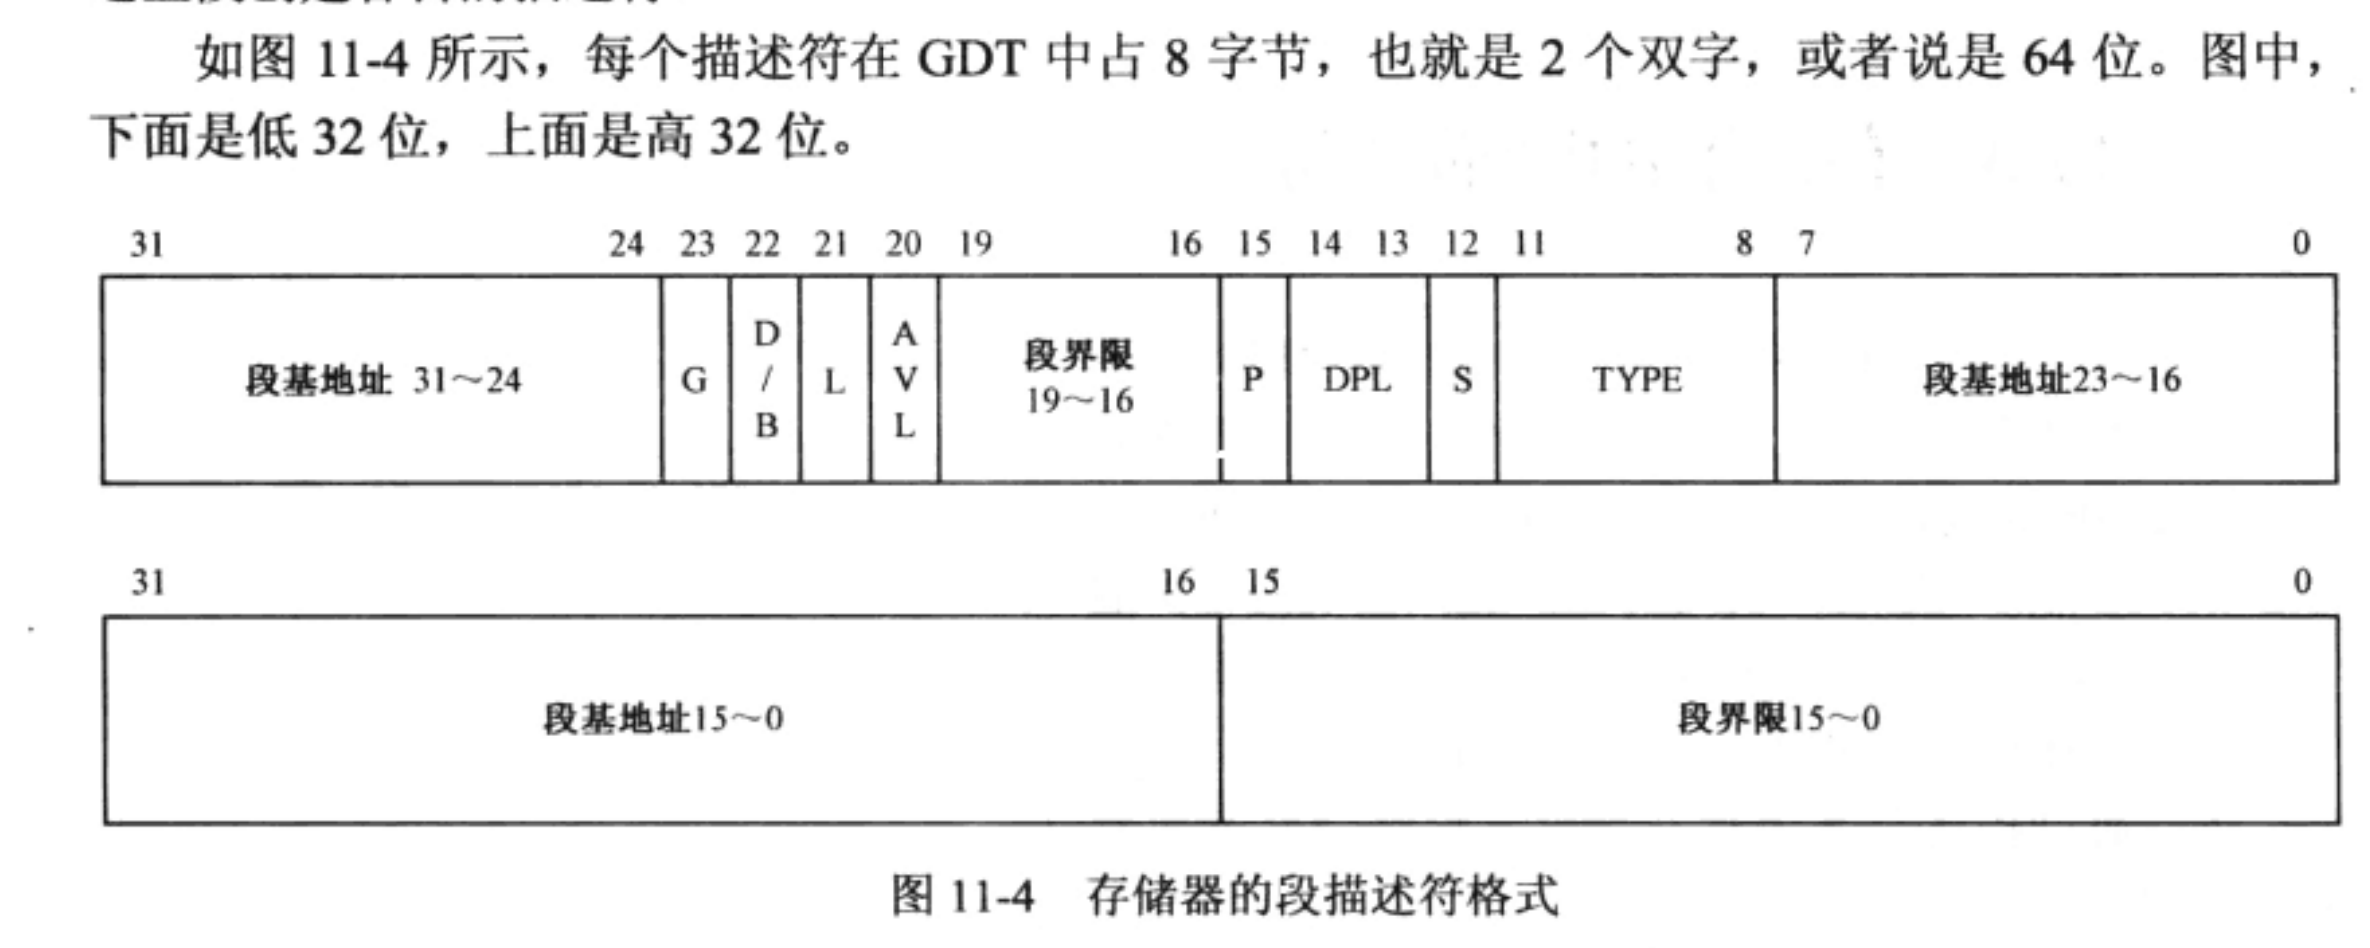 如图 11-4 所示，每个描述符在 GDT 中占 8 字节，也就是 2 个双字，或者说是 64 位。图中，
下面是低 32 位，上面是高 32 位。
31 24 23 22 21 20 19 16 15 14 13 12 11 8 7 0
段基地址 31～24
G
D
/
B
L
A
V
L
段界限
19～16
P
DPL
S
TYPE
段基地址23～16
31 16 15 0
段基地址15～0
段界限15～0
图 11-4 存储器的段描述符格式